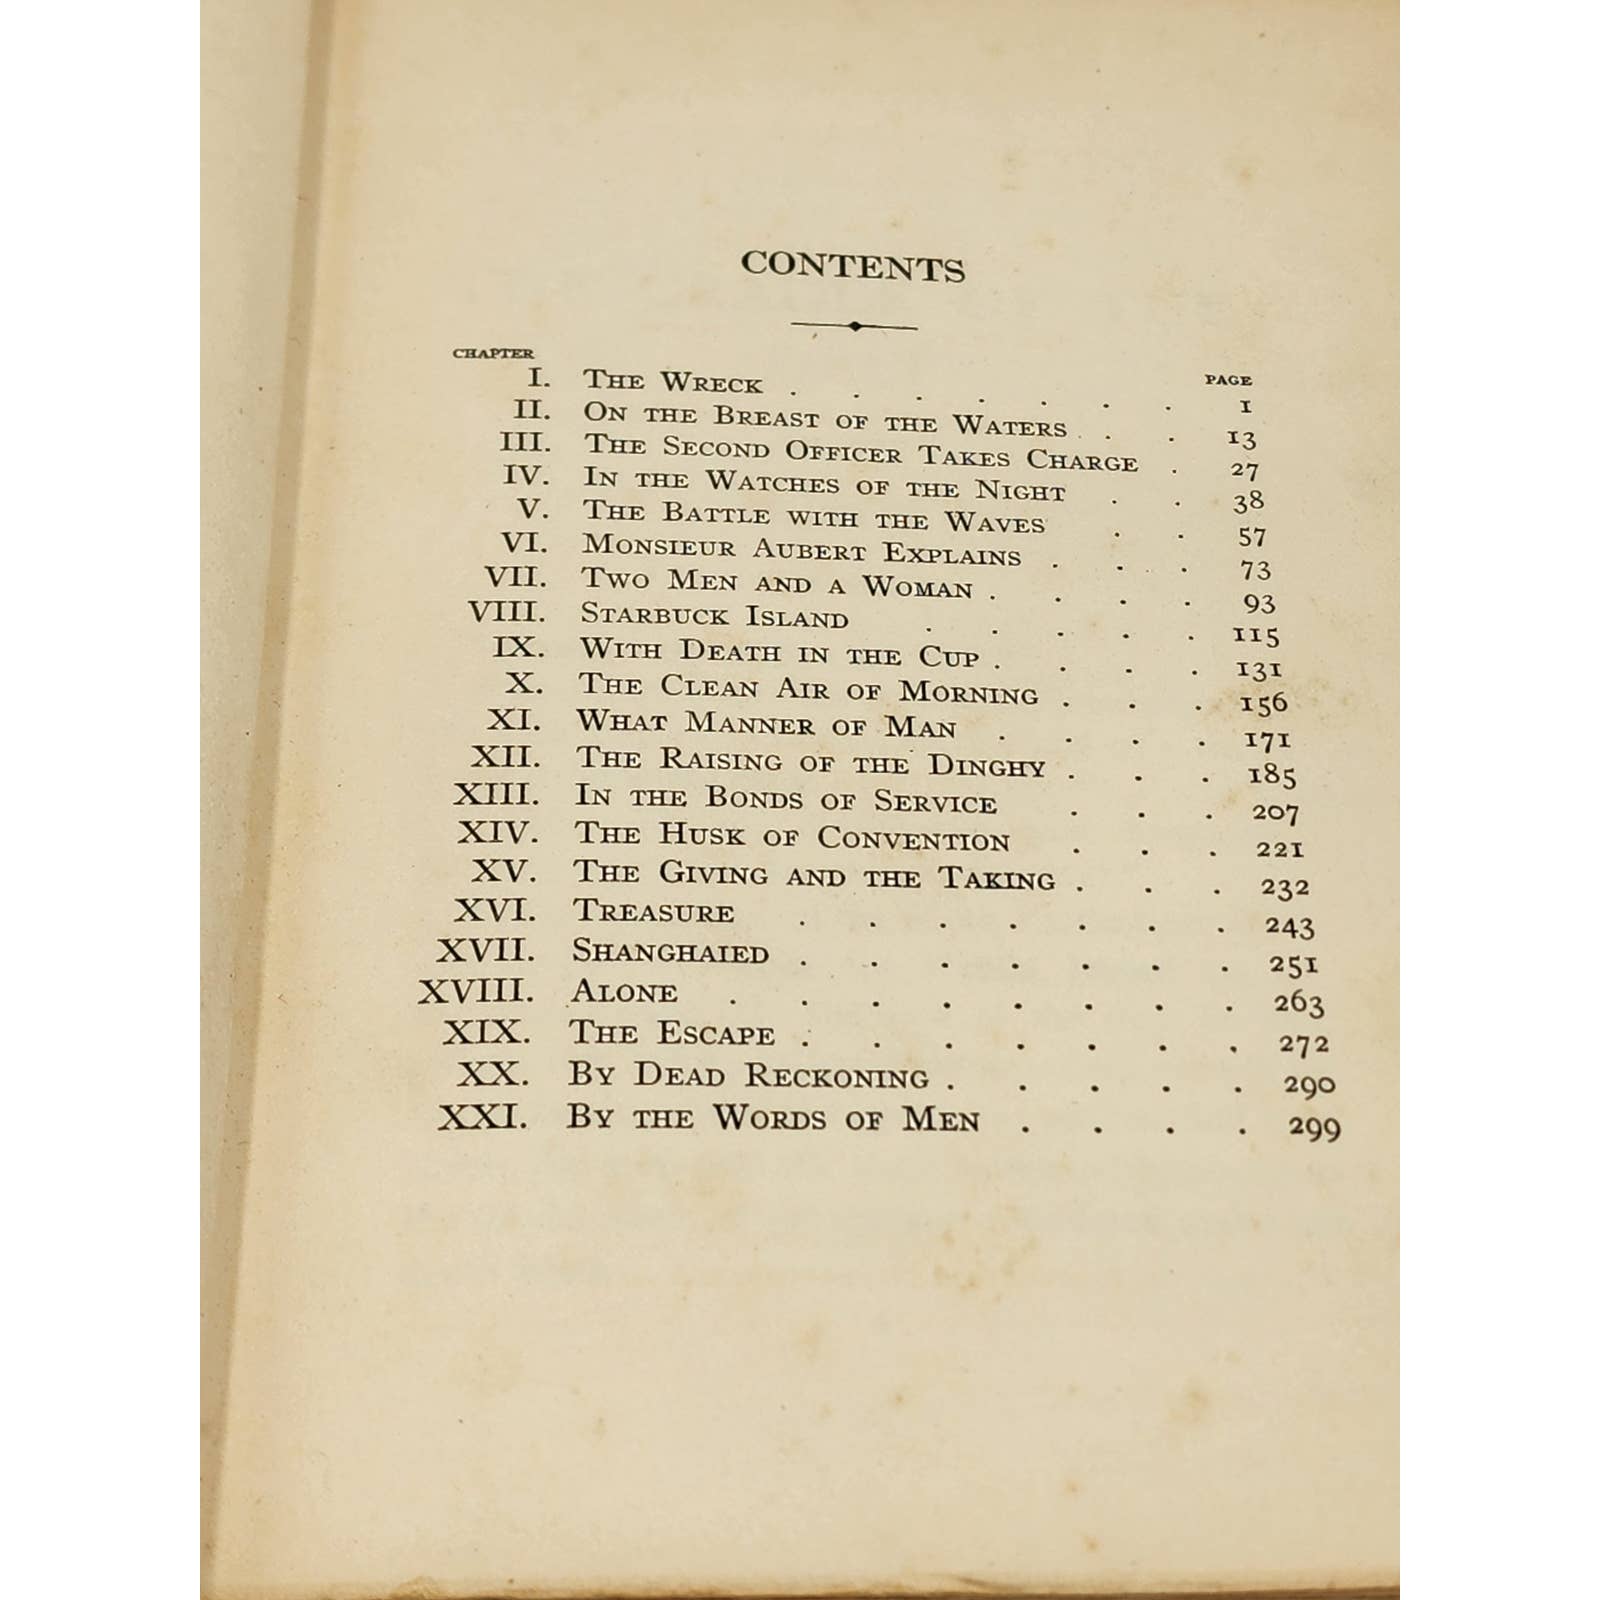 CONTENTS
CHAPTER PAGE
I. THE WRECK . . . . . . . 1
II. ON THE BREAST OF THE WATERS . . . 13
III. THE SECOND OFFICER TAKES CHARGE . 27
IV. IN THE WATCHES OF THE NIGHT . . 38
V. THE BATTLE WITH THE WAVES . . 57
VI. MONSIEUR AUBERT EXPLAINS . . . 73
VII. TWO MEN AND A WOMAN . . . . 93
VIII. STARBUCK ISLAND . . . . . 115
IX. WITH DEATH IN THE CUP . . . . 131
X. THE CLEAN AIR OF MORNING . . . 156
XI. WHAT MANNER OF MAN . . . . 171
XII. THE RAISING OF THE DINGHY . . . 185
XIII. IN THE BONDS OF SERVICE . . . 207
XIV. THE HUSK OF CONVENTION . . . 221
XV. THE GIVING AND THE TAKING . . . 232
XVI. TREASURE . . . . . . . 243
XVII. SHANGHAIED . . . . . . . 251
XVIII. ALONE . . . . . . . . 263
XIX. THE ESCAPE . . . . . . . 272
XX. BY DEAD RECKONING . . . . . 290
XXI. BY THE WORDS OF MEN . . . . 299